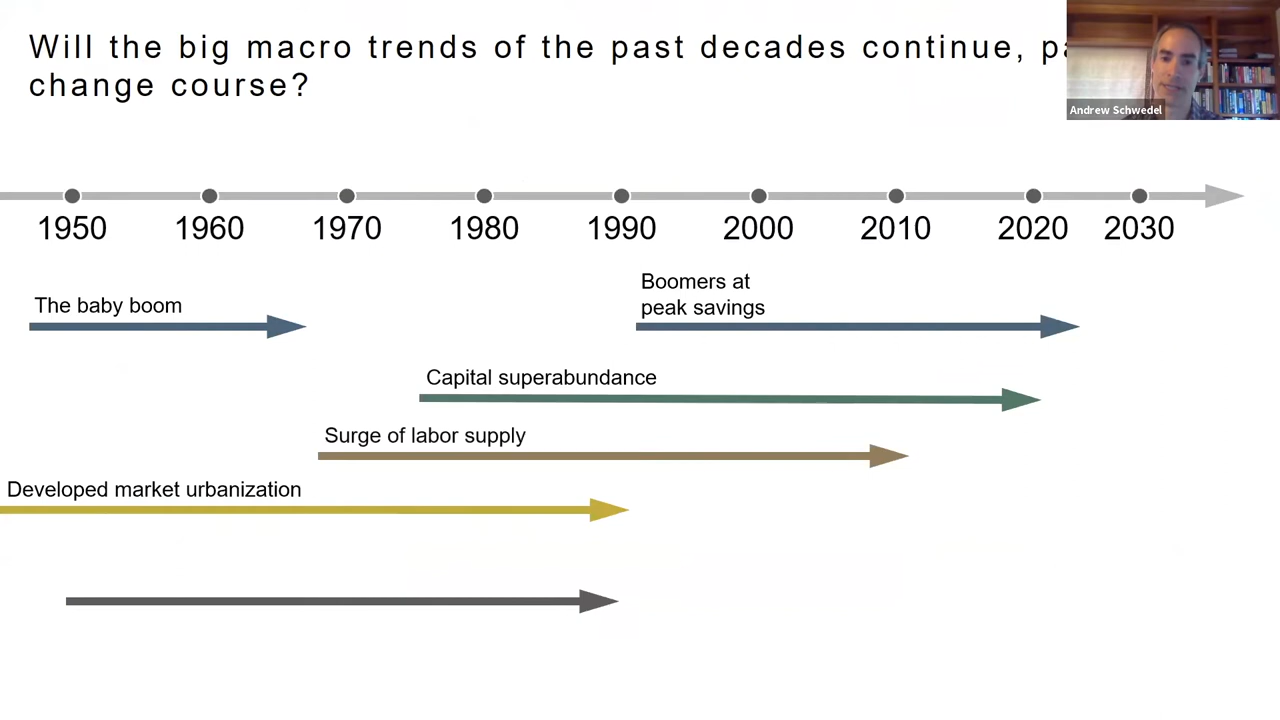 Will the big macro trends of the past decades continue,
change course?
Andrew Schwedel
1950 1960 1970 1980 1990 2000 2010 2020 2030
The baby boom
Boomers at
peak savings
Capital superabundance
Surge of labor supply
Developed market urbanization